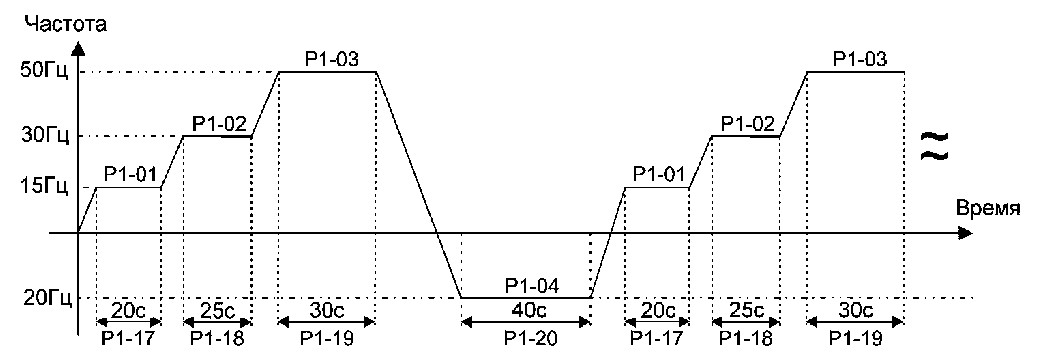 Частота
50Гц
P1-03
P1-03
30Гц
P1-02
P1-02
15Гц
P1-01
P1-01
≈
Время
20Гц
P1-04
20с
25с
30с
40с
20с
25с
30с
P1-17
P1-18
P1-19
P1-20
P1-17
P1-18
P1-19